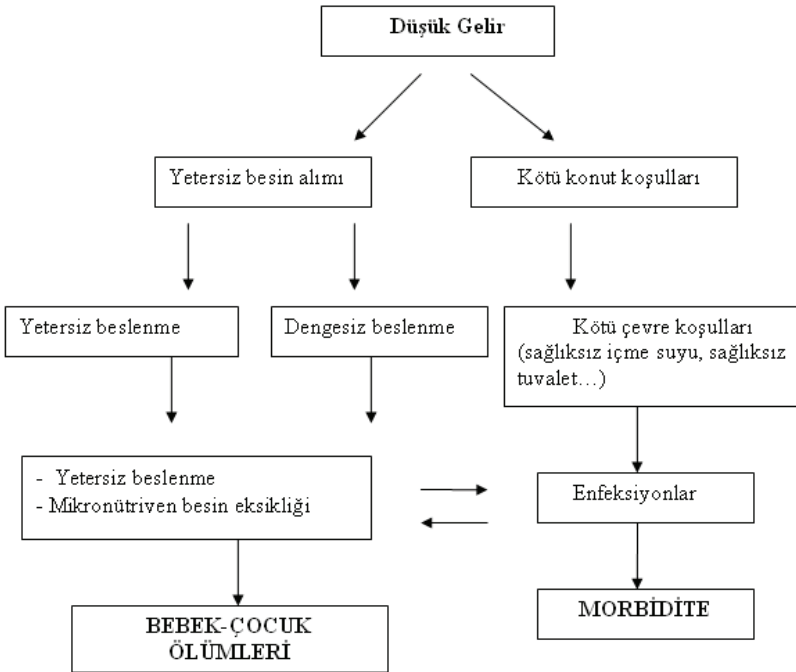 Düşük Gelir
Yetersiz besin alımı
Kötü konut koşulları
Yetersiz beslenme
Dengesiz beslenme
Kötü çevre koşulları
(sağlıksız içme suyu, sağlıksız
tuvalet…)
- Yetersiz beslenme
- Mikronütriven besin eksikliği
Enfeksiyonlar
BEBEK-ÇOCUK
ÖLÜMLERİ
MORBİDİTE